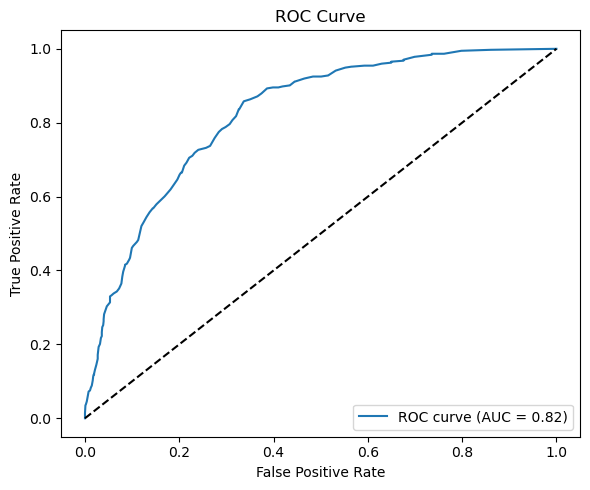 ROC Curve
True Positive Rate
1.0
0.8
0.6
0.4
0.2
0.0
ROC curve (AUC = 0.82)
0.0 0.2 0.4 0.6 0.8 1.0
False Positive Rate